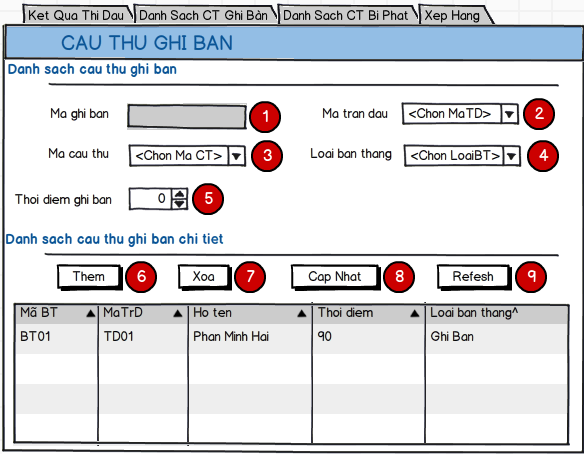 Ket Qua Thi Dau Danh Sach CT Ghi Bàn Danh Sach CT Bi Phat Xep Hang
CAU THU GHI BAN
Danh sach cau thu ghi ban
Ma ghi ban 1 Ma tran dau <Chon MaTD> 2
Ma cau thu <Chon Ma CT> 3 Loai ban thang <Chon LoaiBT> 4
Thoi diem ghi ban 0 5
Danh sach cau thu ghi ban chi tiet
Them 6 Xoa 7 Cap Nhat 8 Refesh 9
Mã BT MaTrD Ho ten Thoi diem Loai ban thang^
BT01 TD01 Phan Minh Hai 90 Ghi Ban